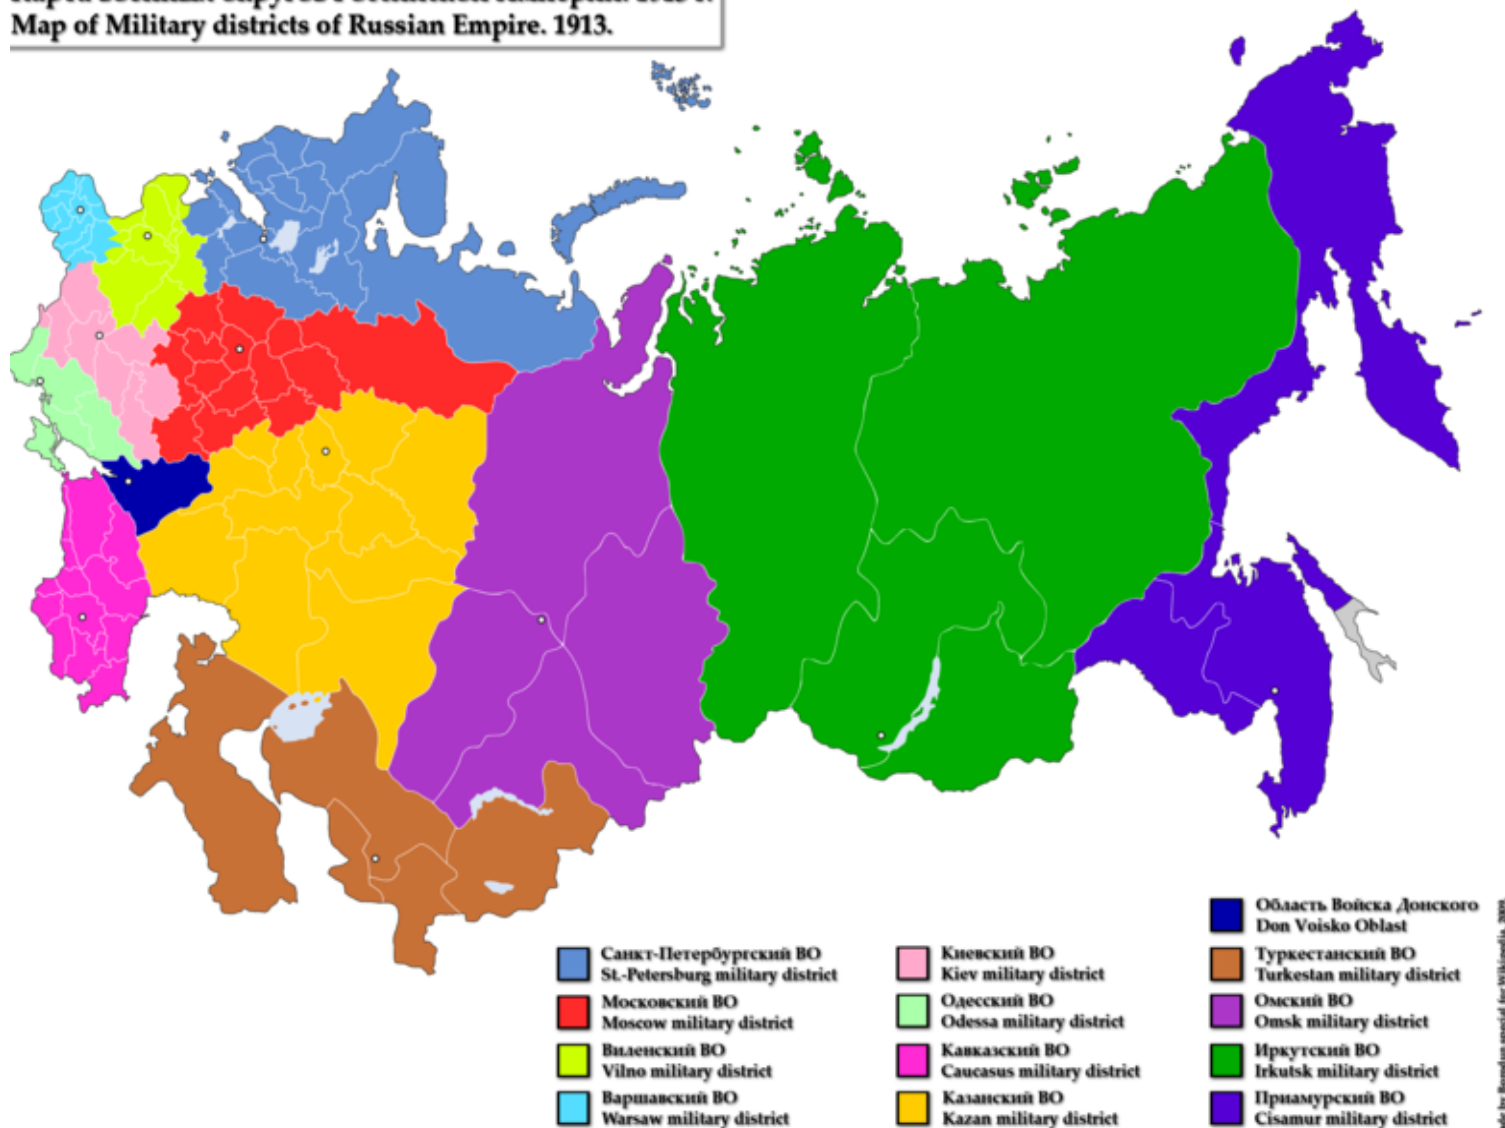 Map of Military districts of Russian Empire. 1913.
Область Войска Донского
Don Voisko Oblast
Санкт-Петербургский ВО
St.-Petersburg military district
Киевский ВО
Kiev military district
Туркестанский ВО
Turkestan military district
Московский ВО
Moscow military district
Одесский ВО
Odessa military district
Омский ВО
Omsk military district
Виленский ВО
Vilno military district
Кавказский ВО
Caucasus military district
Иркутский ВО
Irkutsk military district
Варшавский ВО
Warsaw military district
Казанский ВО
Kazan military district
Приамурский ВО
Cisamur military district